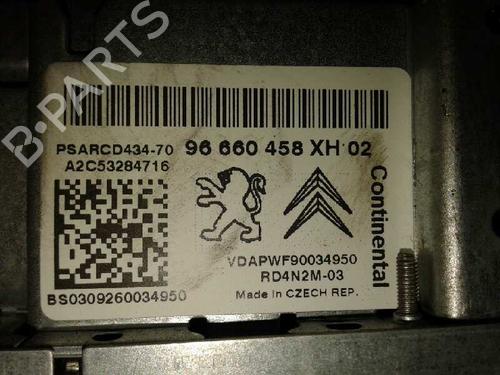 B-PARTS
PSARCD434-70 96 660 458 XH 02
A2C53284716
Continental
VDAPWF90034950
RD4N2M-03
BS0309260034950 Made in CZECH REP.